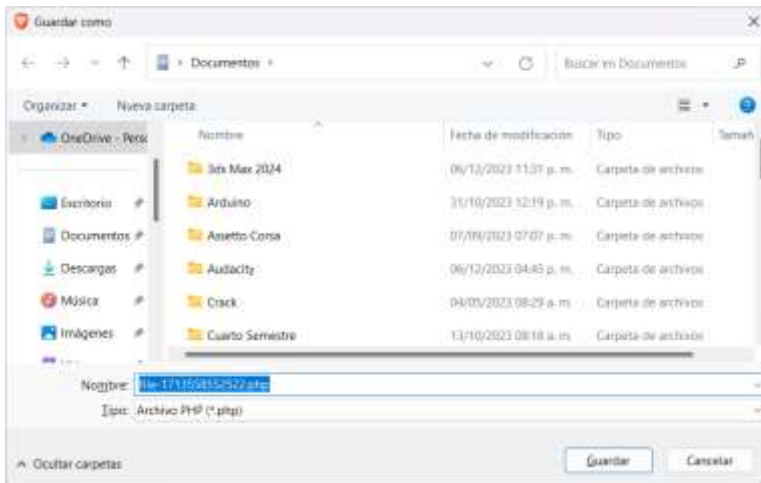 Guardar como
Documentos
Buscar en Documentos
Organizar
Nueva carpeta
Nombre
Fecha de modificación
Tipo
Tamañ
OneDrive - Perso
3ds Max 2024
06/12/2023 11:31 p. m.
Carpeta de archivos
Escritorio
Arduino
31/10/2023 12:19 p. m.
Carpeta de archivos
Documentos
Assetto Corsa
07/09/2023 07:07 p. m.
Carpeta de archivos
Descargas
Audacity
06/12/2023 04:45 p. m.
Carpeta de archivos
Música
Crack
04/05/2023 08:29 a. m.
Carpeta de archivos
Imágenes
Cuarto Semestre
13/10/2023 08:18 a. m.
Carpeta de archivos
Nombre: file-1713558552522.php
Tipo: Archivo PHP (*.php)
Ocultar carpetas
Guardar
Cancelar